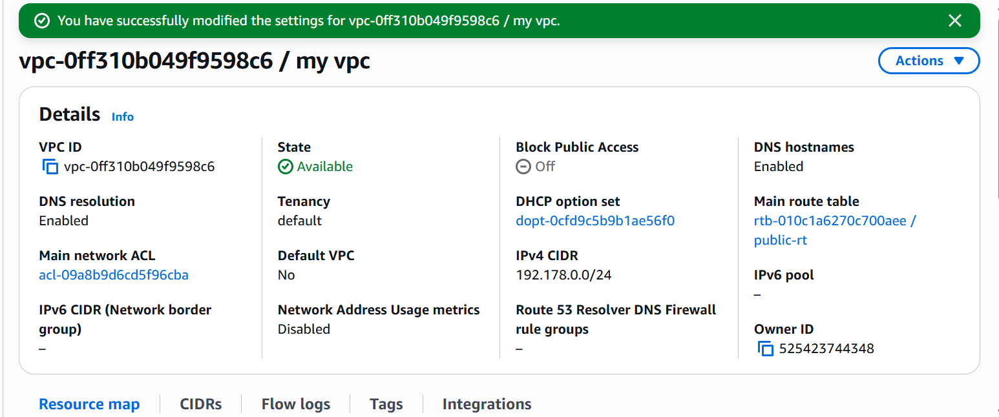 You have successfully modified the settings for vpc-0ff310b049f9598c6 / my vpc.
vpc-0ff310b049f9598c6 / my vpc
Actions
Details Info
VPC ID
vpc-0ff310b049f9598c6
State
Available
Block Public Access
Off
DNS hostnames
Enabled
DNS resolution
Enabled
Tenancy
default
DHCP option set
dopt-0cfd9c5b9b1ae56f0
Main route table
rtb-010c1a6270c700aee /
public-rt
Main network ACL
acl-09a8b9d6cd5f96cba
Default VPC
No
IPv4 CIDR
192.178.0.0/24
IPv6 pool
–
IPv6 CIDR (Network border
group)
–
Network Address Usage metrics
Disabled
Route 53 Resolver DNS Firewall
rule groups
–
Owner ID
525423744348
Resource map
CIDRs
Flow logs
Tags
Integrations